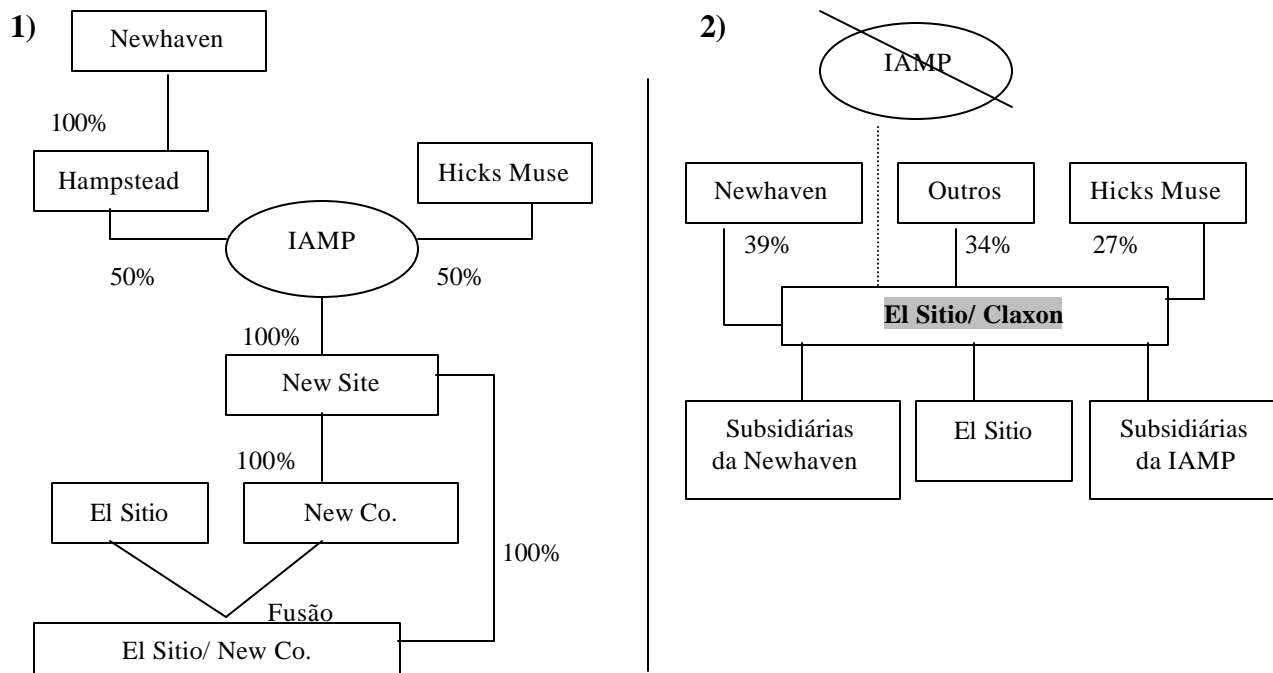 1)
Newhaven
100%
Hampstead
Hicks Muse
IAMP
50%
50%
100%
New Site
100%
El Sitio
New Co.
100%
Fusão
El Sitio/ New Co.
2)
IAMP
Newhaven
Outros
Hicks Muse
39%
34%
27%
El Sitio/ Claxon
Subsidiárias
da Newhaven
El Sitio
Subsidiárias
da IAMP